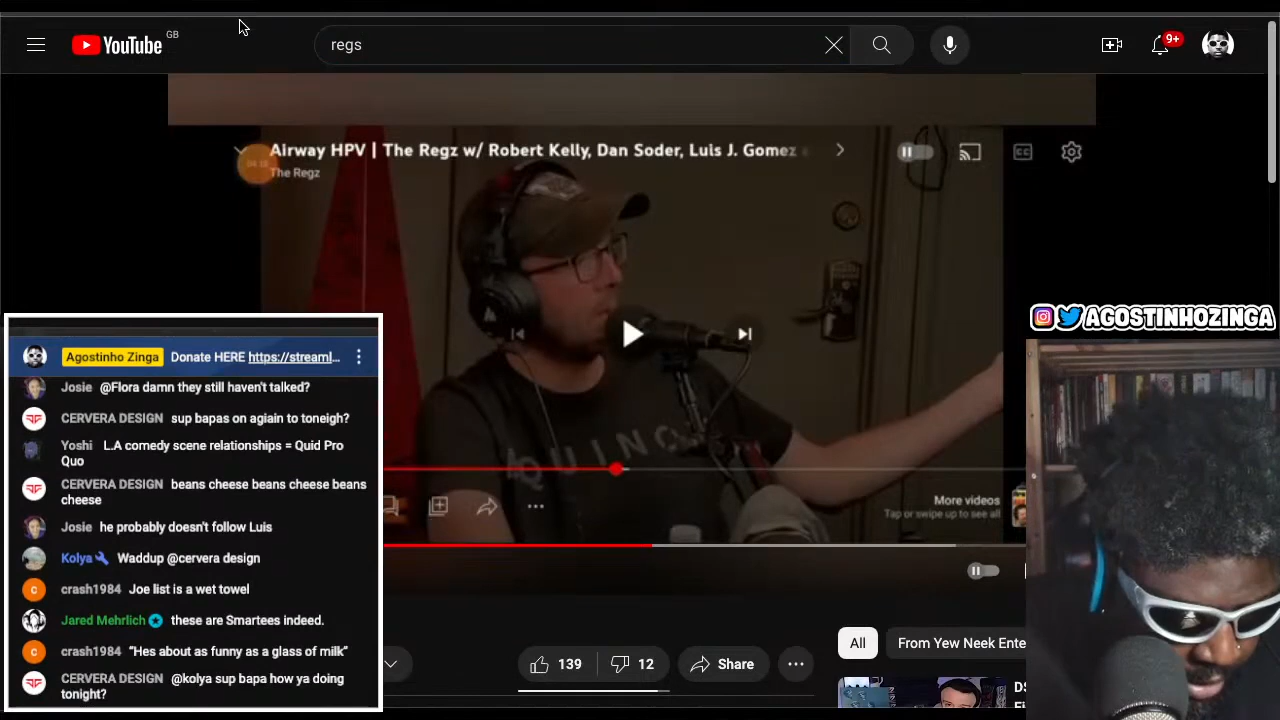 YouTube GB
regs
9+
Airway HPV | The Regz w/ Robert Kelly, Dan Soder, Luis J. Gomez
The Regz
04:15
QUINC
More videos
Tap or swipe up to see all
AGOSTINHOZINGA
Agostinho Zinga Donate HERE https://streaml...
Josie @Flora damn they still haven't talked?
CERVERA DESIGN sup bapas on agiain to toneigh?
Yoshi L.A comedy scene relationships = Quid Pro
Quo
CERVERA DESIGN beans cheese beans cheese beans
cheese
Josie he probably doesn't follow Luis
Kolya Waddup @cervera design
crash1984 Joe list is a wet towel
Jared Mehrlich these are Smartees indeed.
crash1984 “Hes about as funny as a glass of milk”
CERVERA DESIGN @kolya sup bapa how ya doing
tonight?
139
12
Share
All
From Yew Neek Ente